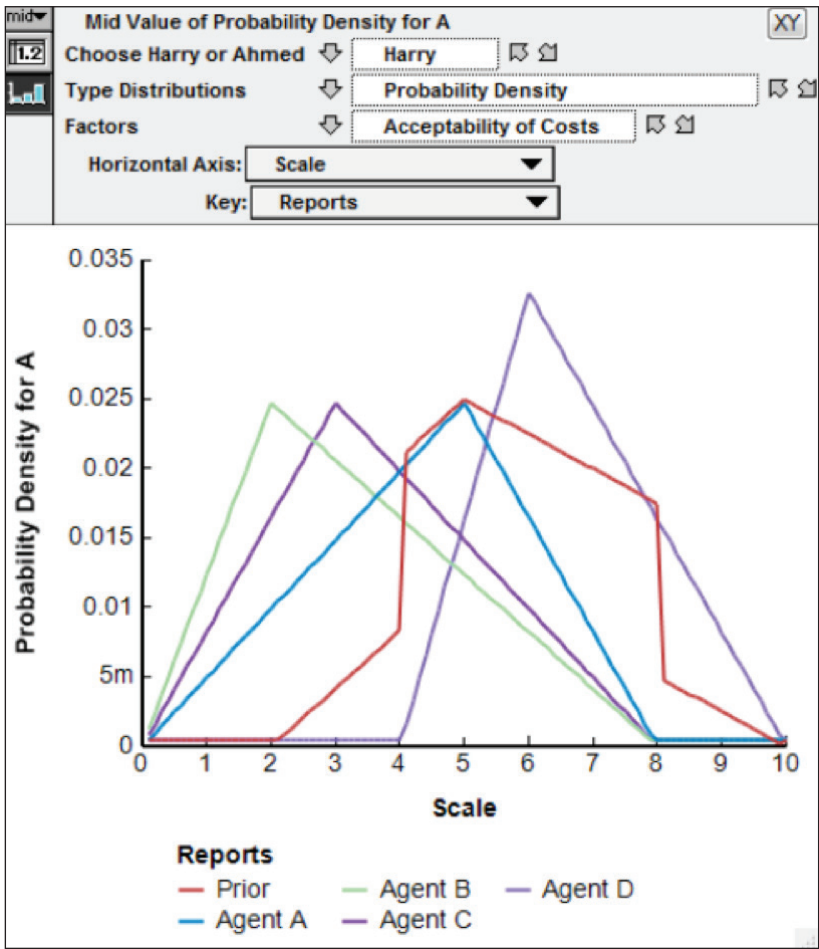 mid
Mid Value of Probability Density for A
XY
1.2
Choose Harry or Ahmed Harry
Type Distributions Probability Density
Factors Acceptability of Costs
Horizontal Axis: Scale
Key: Reports
0.035
0.03
0.025
0.02
0.015
0.01
5m
0
Probability Density for A
0 1 2 3 4 5 6 7 8 9 10
Scale
Reports
Prior Agent B Agent D
Agent A Agent C